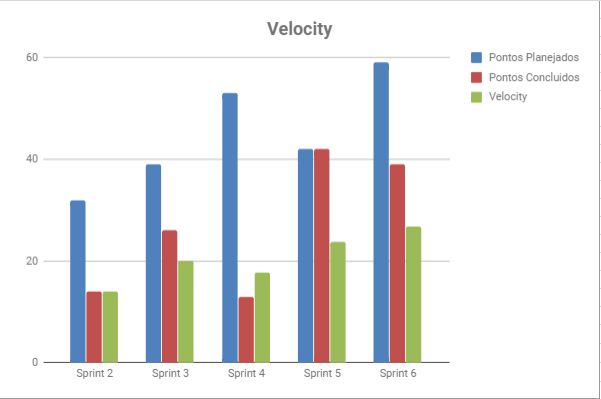 Velocity
Pontos Planejados
Pontos Concluidos
Velocity
60
40
20
0
Sprint 2
Sprint 3
Sprint 4
Sprint 5
Sprint 6